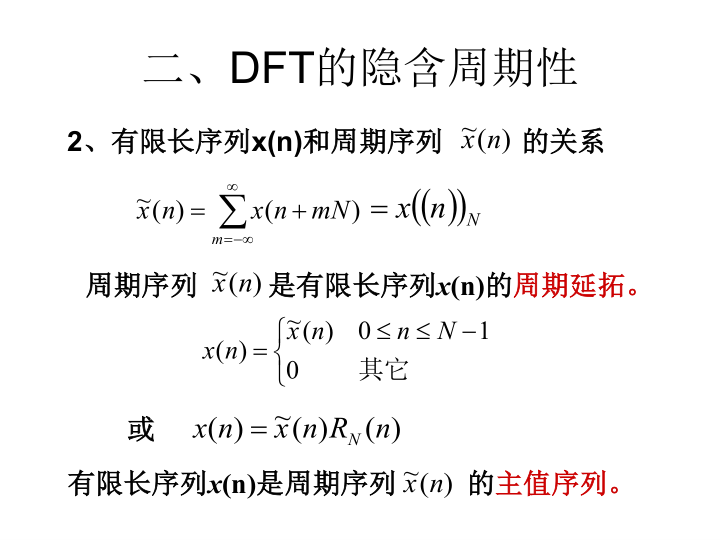 二、DFT的隐含周期性
2、有限长序列x(n)和周期序列 x̃(n) 的关系
x̃(n) = ∑_{m=−∞}^{∞} x(n + mN) = x((n))_N
周期序列 x̃(n) 是有限长序列x(n)的周期延拓。
x(n) = { x̃(n) 0 ≤ n ≤ N − 1
0 其它
或 x(n) = x̃(n)R_N(n)
有限长序列x(n)是周期序列 x̃(n) 的主值序列。